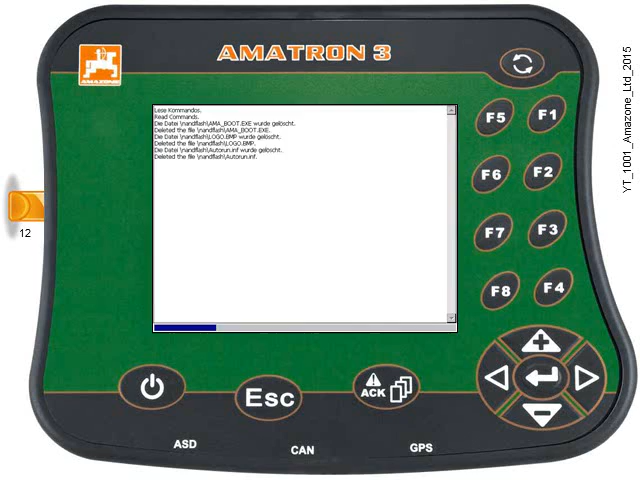 AMAZONE
AMATRON 3
Lese Kommandos.
Read Commands.
Die Datei \nandflash\AMA_BOOT.EXE wurde gelöscht.
Deleted the file \nandflash\AMA_BOOT.EXE.
Die Datei \nandflash\LOGO.BMP wurde gelöscht.
Deleted the file \nandflash\LOGO.BMP.
Die Datei \nandflash\Autorun.inf wurde gelöscht.
Deleted the file \nandflash\Autorun.inf.
F5
F1
F6
F2
F7
F3
F8
F4
12
Esc
ACK
ASD
CAN
GPS
YT_1001_Amazone_Ltd_2015